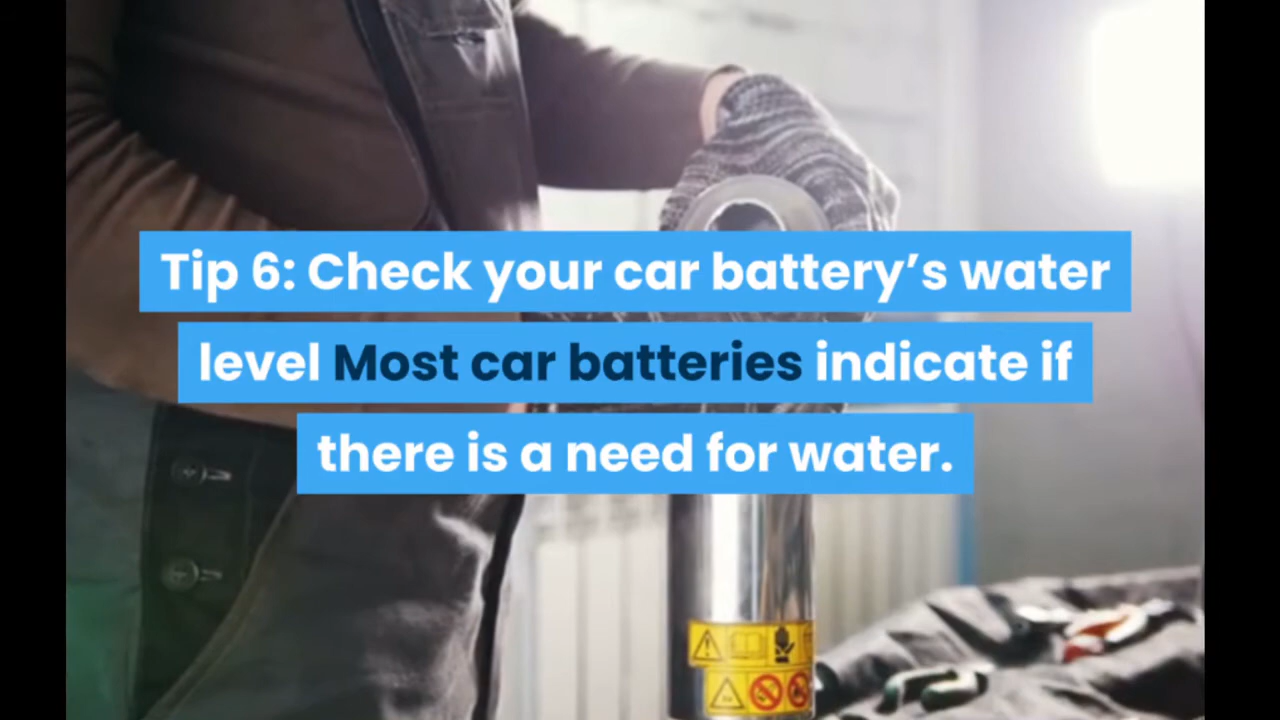 Tip 6: Check your car battery’s water
level Most car batteries indicate if
there is a need for water.